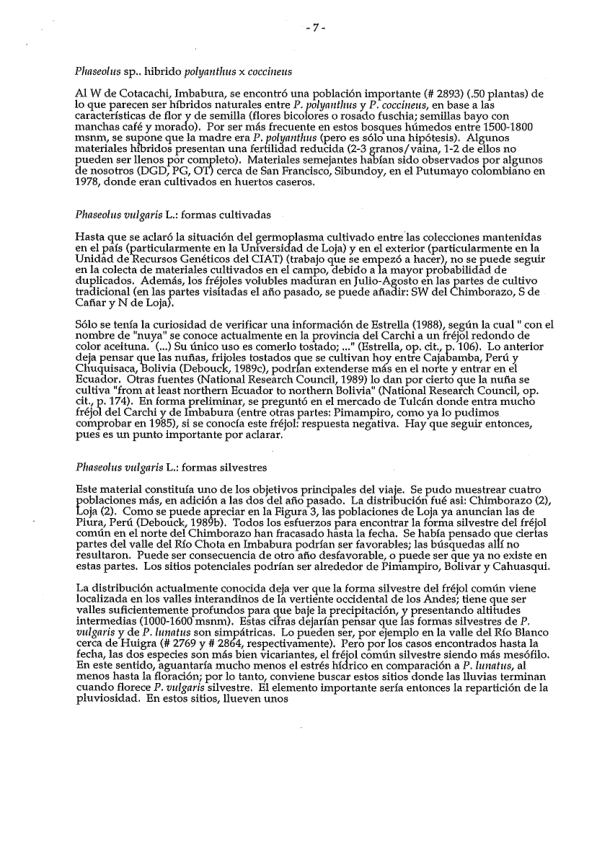 - 7 -
Phaseolus sp.. híbrido polyanthus x coccineus
Al W de Cotacachi, Imbabura, se encontró una población importante (# 2893) (.50 plantas) de
lo que parecen ser híbridos naturales entre P. polyanthus y P. coccineus, en base a las
características de flor y de semilla (flores bicolores o rosado fuschia; semillas bayo con
manchas café y morado). Por ser más frecuente en estos bosques húmedos entre 1500-1800
msnm, se supone que la madre era P. polyanthus (pero es sólo una hipótesis). Algunos
materiales híbridos presentan una fertilidad reducida (2-3 granos/vaina, 1-2 de ellos no
pueden ser llenos por completo). Materiales semejantes habían sido observados por algunos
de nosotros (DGD, PG, OT) cerca de San Francisco, Sibundoy, en el Putumayo colombiano en
1978, donde eran cultivados en huertos caseros.
Phaseolus vulgaris L.: formas cultivadas
Hasta que se aclaró la situación del germoplasma cultivado entre las colecciones mantenidas
en el país (particularmente en la Universidad de Loja) y en el exterior (particularmente en la
Unidad de Recursos Genéticos del CIAT) (trabajo que se empezó a hacer), no se puede seguir
en la colecta de materiales cultivados en el campo, debido a la mayor probabilidad de
duplicados. Además, los fréjoles volubles maduran en Julio-Agosto en las partes de cultivo
tradicional (en las partes visitadas el año pasado, se puede añadir: SW del Chimborazo, S de
Cañar y N de Loja).
Sólo se tenía la curiosidad de verificar una información de Estrella (1988), según la cual " con el
nombre de "nuya" se conoce actualmente en la provincia del Carchi a un fréjol redondo de
color aceituna. (...) Su único uso es comerlo tostado; ..." (Estrella, op. cit., p. 106). Lo anterior
deja pensar que las nuñas, frijoles tostados que se cultivan hoy entre Cajabamba, Perú y
Chuquisaca, Bolivia (Debouck, 1989c), podrían extenderse más en el norte y entrar en el
Ecuador. Otras fuentes (National Research Council, 1989) lo dan por cierto que la nuña se
cultiva "from at least northern Ecuador to northern Bolivia" (National Research Council, op.
cit., p. 174). En forma preliminar, se preguntó en el mercado de Tulcán donde entra mucho
fréjol del Carchi y de Imbabura (entre otras partes: Pimampiro, como ya lo pudimos
comprobar en 1985), si se conocía este fréjol: respuesta negativa. Hay que seguir entonces,
pues es un punto importante por aclarar.
Phaseolus vulgaris L.: formas silvestres
Este material constituía uno de los objetivos principales del viaje. Se pudo muestrear cuatro
poblaciones más, en adición a las dos del año pasado. La distribución fué asi: Chimborazo (2),
Loja (2). Como se puede apreciar en la Figura 3, las poblaciones de Loja ya anuncian las de
Piura, Perú (Debouck, 1989b). Todos los esfuerzos para encontrar la forma silvestre del fréjol
común en el norte del Chimborazo han fracasado hasta la fecha. Se había pensado que ciertas
partes del valle del Río Chota en Imbabura podrían ser favorables; las búsquedas allí no
resultaron. Puede ser consecuencia de otro año desfavorable, o puede ser que ya no existe en
estas partes. Los sitios potenciales podrían ser alrededor de Pimampiro, Bolivar y Cahuasquí.
La distribución actualmente conocida deja ver que la forma silvestre del fréjol común viene
localizada en los valles interandinos de la vertiente occidental de los Andes; tiene que ser
valles suficientemente profundos para que baje la precipitación, y presentando altitudes
intermedias (1000-1600 msnm). Estas cifras dejarían pensar que las formas silvestres de P.
vulgaris y de P. lunatus son simpátricas. Lo pueden ser, por ejemplo en la valle del Río Blanco
cerca de Huigra (# 2769 y # 2864, respectivamente). Pero por los casos encontrados hasta la
fecha, las dos especies son más bien vicariantes, el fréjol común silvestre siendo más mesófilo.
En este sentido, aguantaría mucho menos el estrés hídrico en comparación a P. lunatus, al
menos hasta la floración; por lo tanto, conviene buscar estos sitios donde las lluvias terminan
cuando florece P. vulgaris silvestre. El elemento importante sería entonces la repartición de la
pluviosidad. En estos sitios, llueven unos